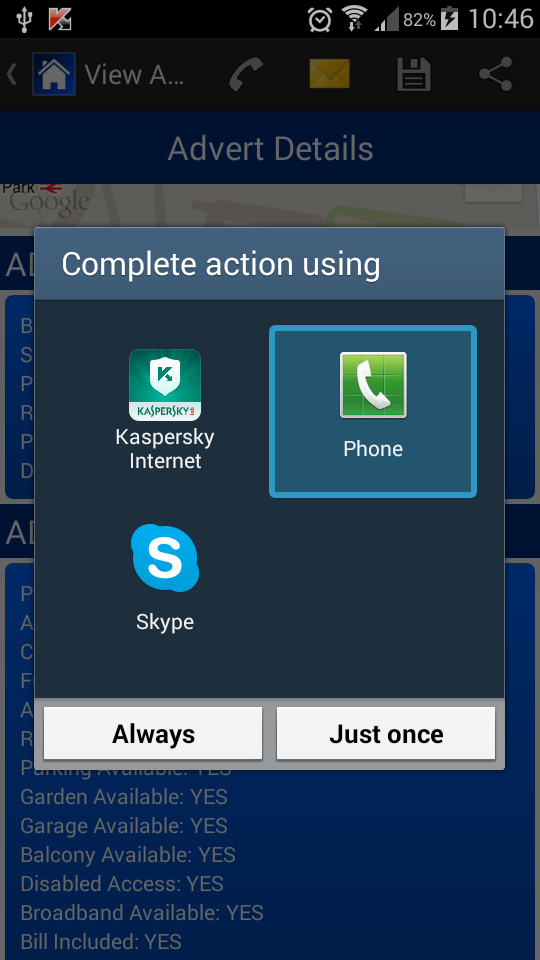 82% 10:46
View A...
Advert Details
Park
Google
Complete action using
KASPERSKY
Kaspersky
Internet
Phone
S
Skype
Always
Just once
Parking Available: YES
Garden Available: YES
Garage Available: YES
Balcony Available: YES
Disabled Access: YES
Broadband Available: YES
Bill Included: YES